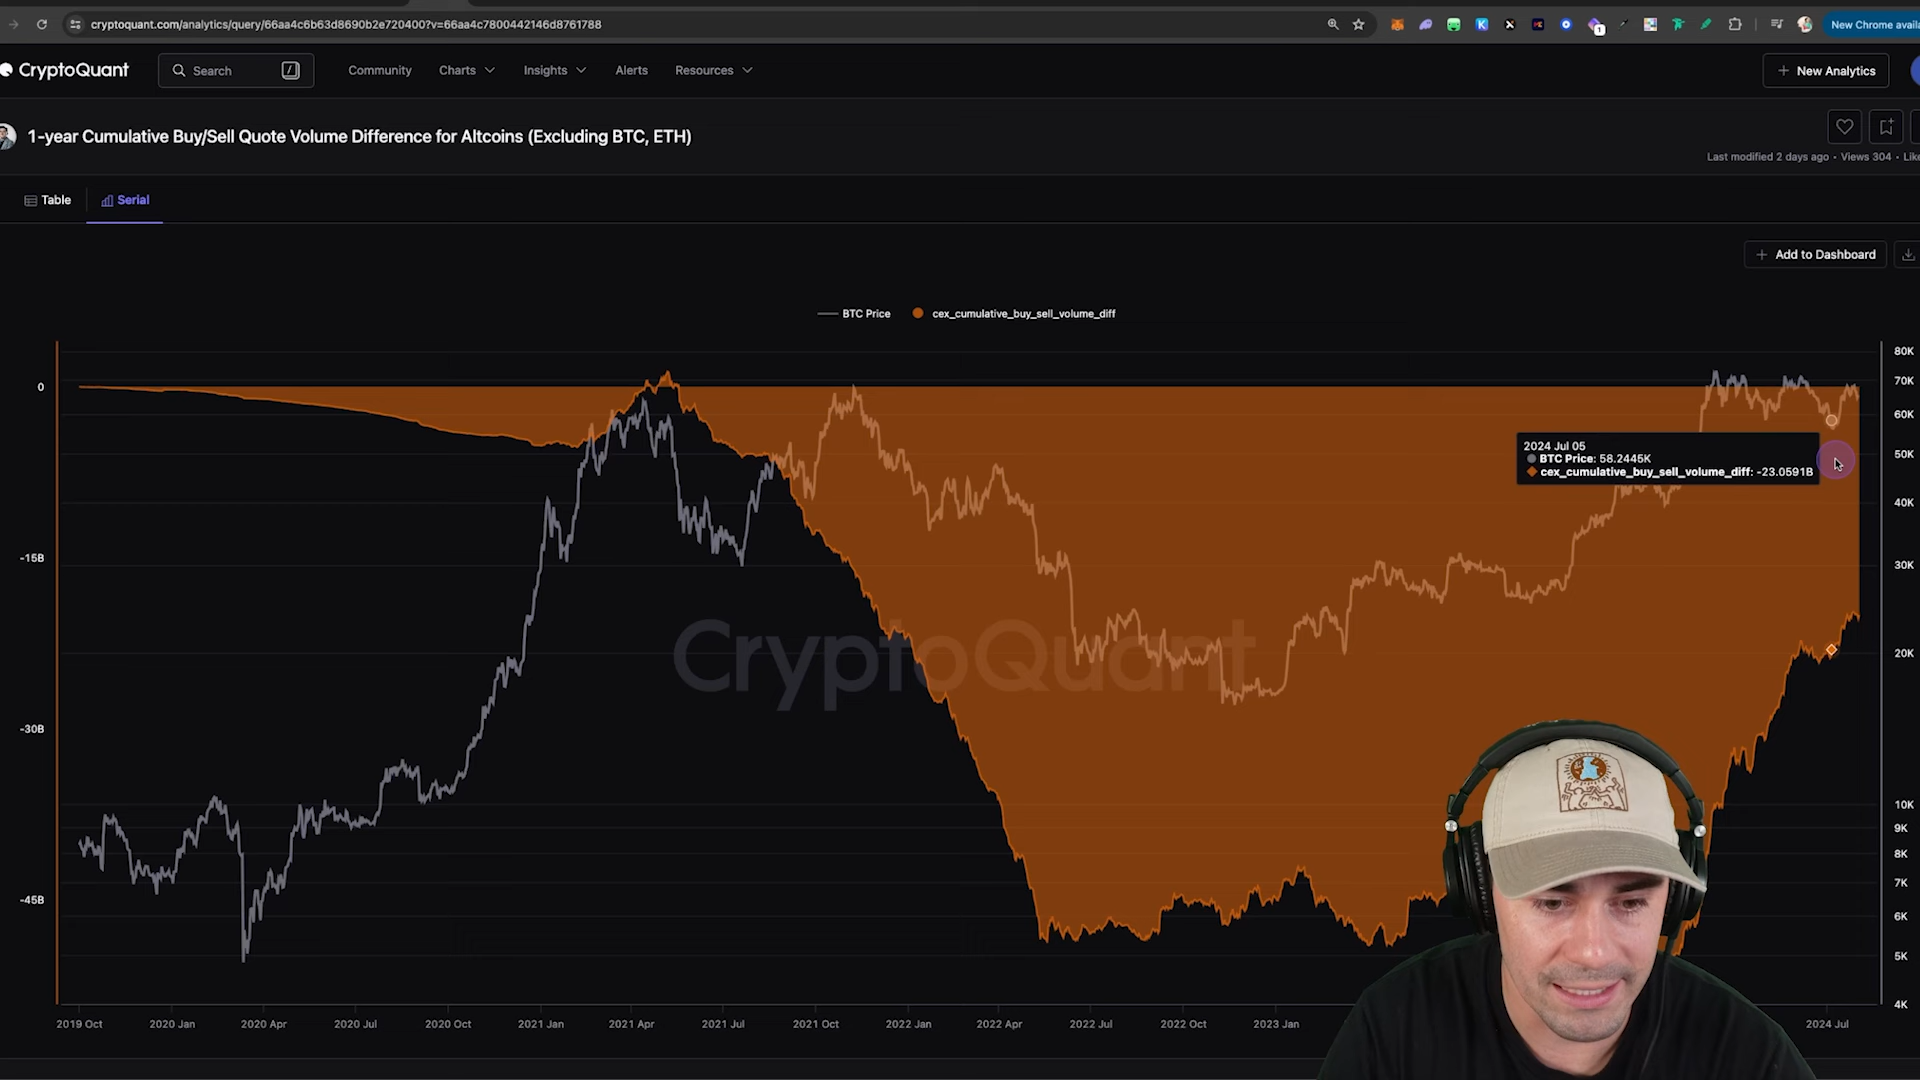 cryptoquant.com/analytics/query/66aa4c6b63d8690b2e720400?v=66aa4c7800442146d8761788
New Chrome availa
CryptoQuant
Search
/
Community
Charts
Insights
Alerts
Resources
+ New Analytics
1-year Cumulative Buy/Sell Quote Volume Difference for Altcoins (Excluding BTC, ETH)
Last modified 2 days ago • Views 304 • Like
Table
Serial
+ Add to Dashboard
BTC Price
cex_cumulative_buy_sell_volume_diff
0
-15B
-30B
-45B
80K
70K
60K
50K
40K
30K
20K
10K
9K
8K
7K
6K
5K
4K
2024 Jul 05
BTC Price: 58.2445K
cex_cumulative_buy_sell_volume_diff: -23.0591B
CryptoQuant
2019 Oct
2020 Jan
2020 Apr
2020 Jul
2020 Oct
2021 Jan
2021 Apr
2021 Jul
2021 Oct
2022 Jan
2022 Apr
2022 Jul
2022 Oct
2023 Jan
2024 Jul